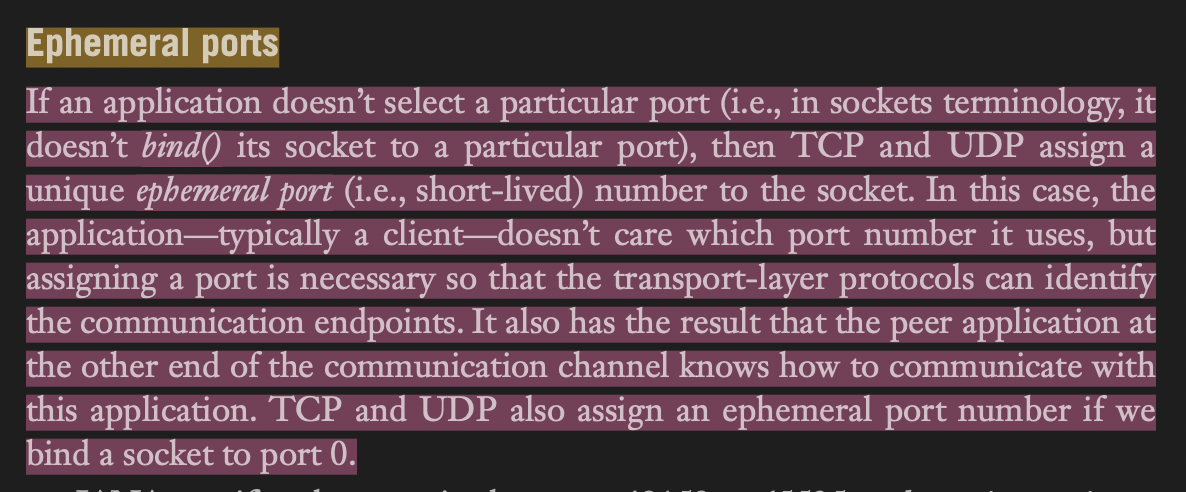 Ephemeral ports
If an application doesn’t select a particular port (i.e., in sockets terminology, it
doesn’t bind() its socket to a particular port), then TCP and UDP assign a
unique ephemeral port (i.e., short-lived) number to the socket. In this case, the
application—typically a client—doesn’t care which port number it uses, but
assigning a port is necessary so that the transport-layer protocols can identify
the communication endpoints. It also has the result that the peer application at
the other end of the communication channel knows how to communicate with
this application. TCP and UDP also assign an ephemeral port number if we
bind a socket to port 0.